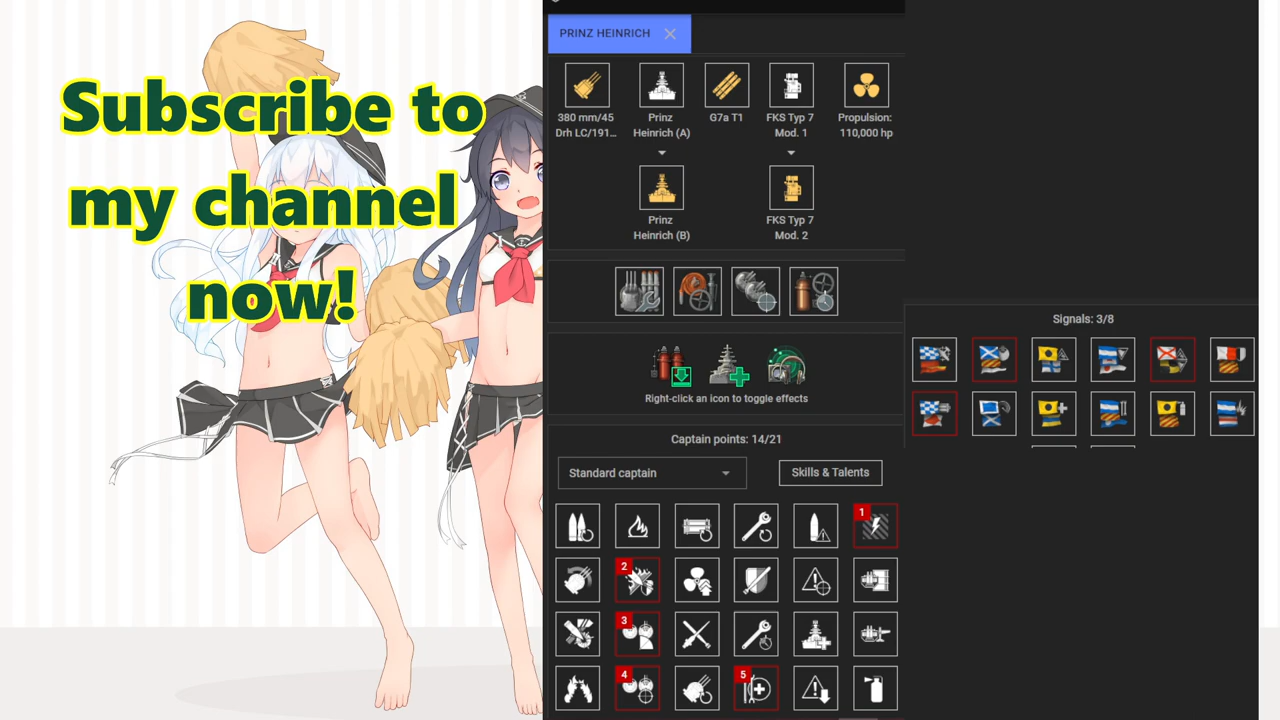 Subscribe to
my channel
now!
PRINZ HEINRICH
380 mm/45
Drh LC/191...
Prinz
Heinrich (A)
G7a T1
FKS Typ 7
Mod. 1
Propulsion:
110,000 hp
Prinz
Heinrich (B)
FKS Typ 7
Mod. 2
Right-click an icon to toggle effects
Captain points: 14/21
Standard captain
Skills & Talents
1
2
3
4
5
Signals: 3/8